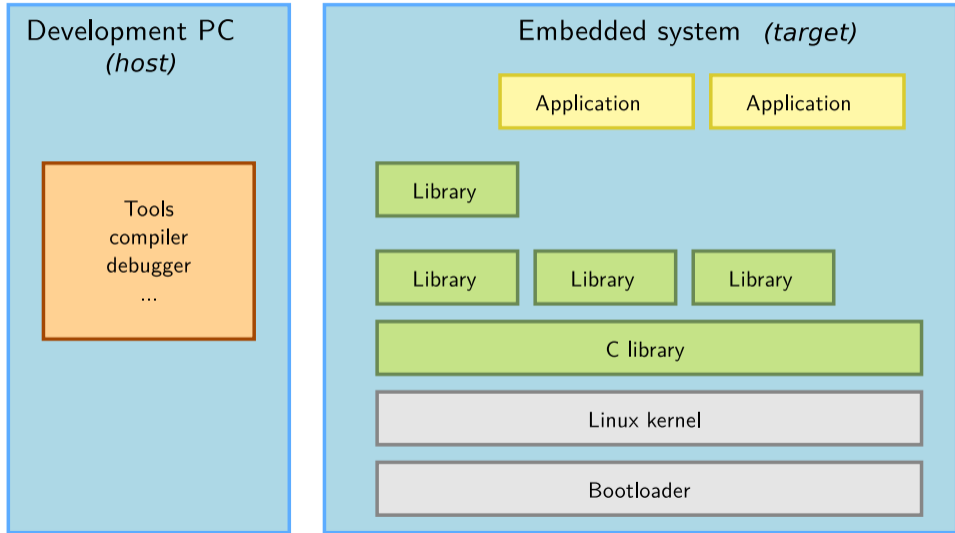 Development PC
(host)
Tools
compiler
debugger
...
Embedded system (target)
Application
Application
Library
Library
Library
Library
C library
Linux kernel
Bootloader